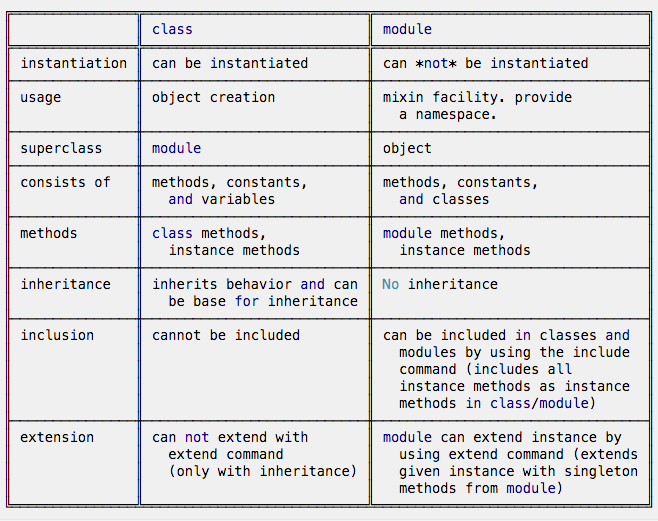 class module
instantiation can be instantiated can *not* be instantiated
usage object creation mixin facility. provide
a namespace.
superclass module object
consists of methods, constants, methods, constants,
and variables and classes
methods class methods, module methods,
instance methods instance methods
inheritance inherits behavior and can No inheritance
be base for inheritance
inclusion cannot be included can be included in classes and
modules by using the include
command (includes all
instance methods as instance
methods in class/module)
extension can not extend with module can extend instance by
extend command using extend command (extends
(only with inheritance) given instance with singleton
methods from module)